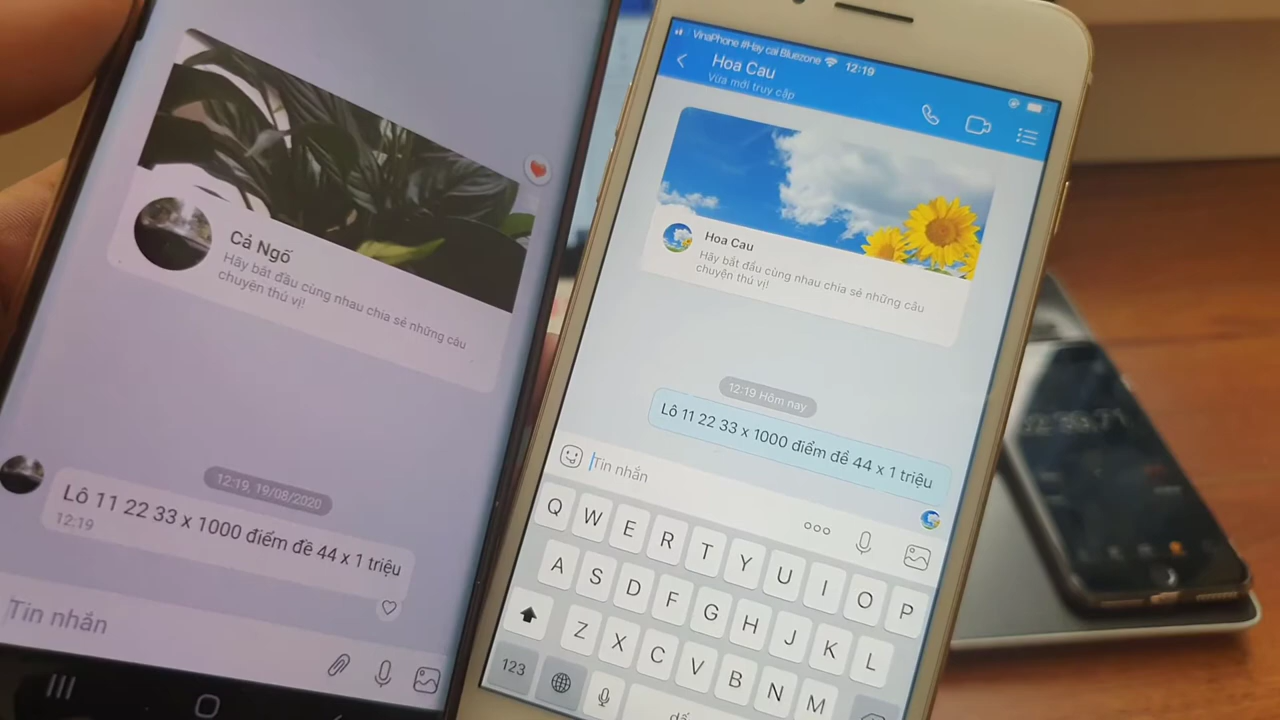 Cả Ngố
Hãy bắt đầu cùng nhau chia sẻ những câu
chuyện thú vị!
12:19, 19/08/2020
Lô 11 22 33 x 1000 điểm đề 44 x 1 triệu
12:19
Tin nhắn
VinaPhone #Hay cai Bluezone 12:19
Hoa Cau
Vừa mới truy cập
Hoa Cau
Hãy bắt đầu cùng nhau chia sẻ những câu
chuyện thú vị!
12:19 Hôm nay
Lô 11 22 33 x 1000 điểm đề 44 x 1 triệu
Tin nhắn
Q W E R T Y U I O P
A S D F G H J K L
Z X C V B N M
123